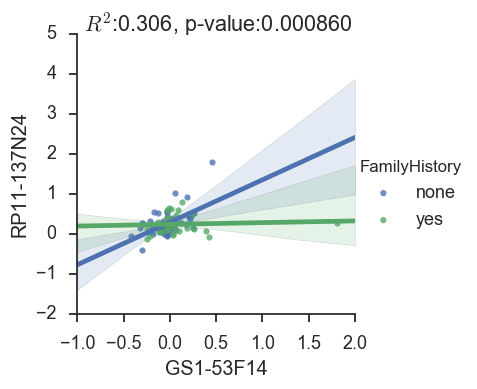 R²:0.306, p-value:0.000860
5
4
3
2
1
0
−1
−2
RP11-137N24
−1.0 −0.5 0.0 0.5 1.0 1.5 2.0
GS1-53F14
FamilyHistory
none
yes